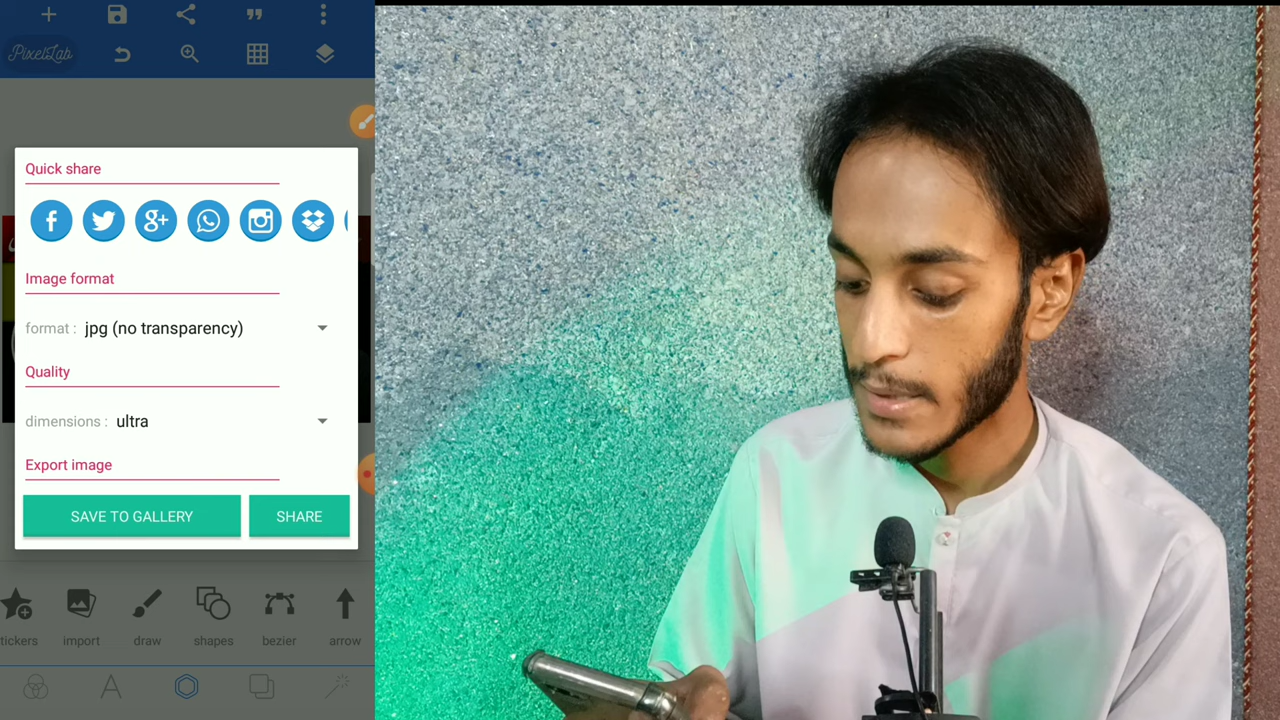 PixelLab
Quick share
Image format
format : jpg (no transparency)
Quality
dimensions : ultra
Export image
SAVE TO GALLERY
SHARE
tickers
import
draw
shapes
bezier
arrow